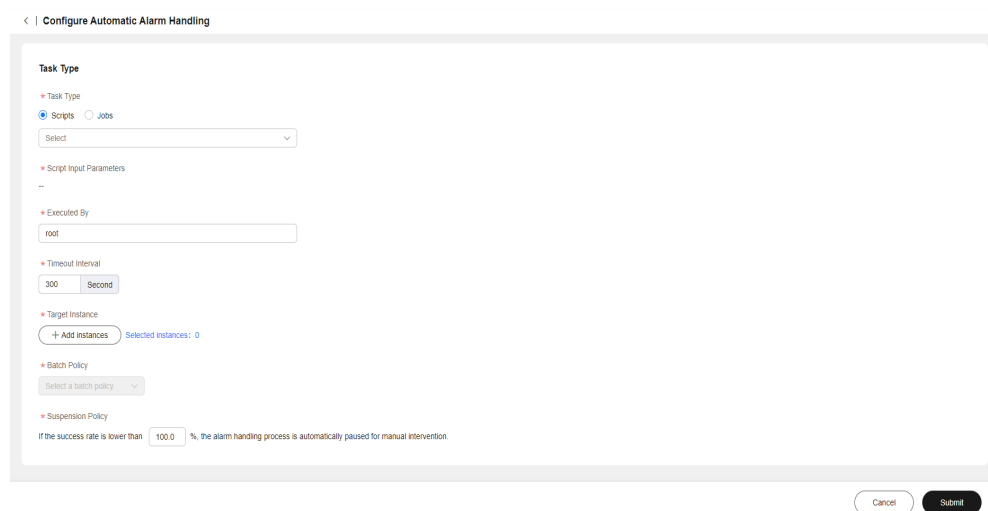 < | Configure Automatic Alarm Handling
Task Type
* Task Type
Scripts Jobs
Select
* Script Input Parameters
--
* Executed By
root
* Timeout Interval
300 Second
* Target Instance
+ Add instances Selected instances: 0
* Batch Policy
Select a batch policy
* Suspension Policy
If the success rate is lower than 100.0 %, the alarm handling process is automatically paused for manual intervention.
Cancel Submit